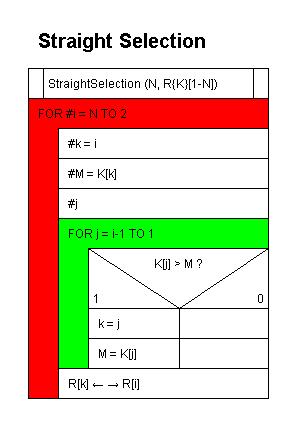 Straight Selection
StraightSelection (N, R{K}[1-N])
FOR #i = N TO 2
#k = i
#M = K[k]
#j
FOR j = i-1 TO 1
K[j] > M ?
1 0
k = j
M = K[j]
R[k] ← → R[i]